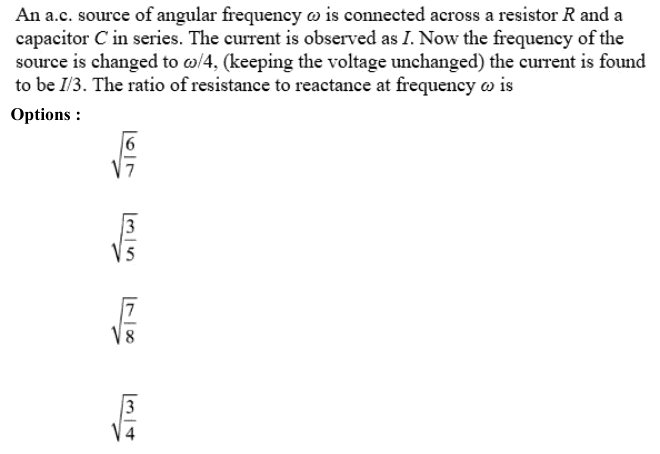 An a.c. source of angular frequency ω is connected across a resistor R and a
capacitor C in series. The current is observed as I. Now the frequency of the
source is changed to ω/4, (keeping the voltage unchanged) the current is found
to be I/3. The ratio of resistance to reactance at frequency ω is
Options :
√(6/7)
√(3/5)
√(7/8)
√(3/4)